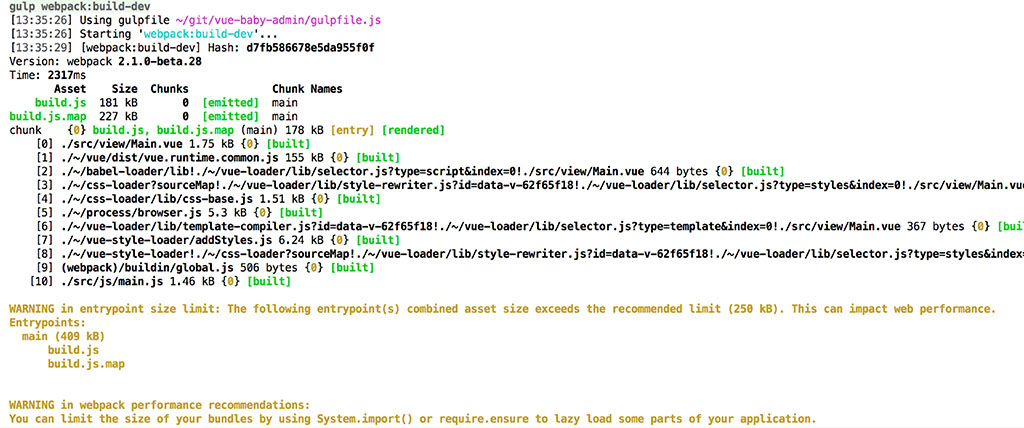 gulp webpack:build-dev
[13:35:26] Using gulpfile ~/git/vue-baby-admin/gulpfile.js
[13:35:26] Starting 'webpack:build-dev'...
[13:35:29] [webpack:build-dev] Hash: d7fb586678e5da955f0f
Version: webpack 2.1.0-beta.28
Time: 2317ms
Asset Size Chunks Chunk Names
build.js 181 kB 0 [emitted] main
build.js.map 227 kB 0 [emitted] main
chunk {0} build.js, build.js.map (main) 178 kB [entry] [rendered]
[0] ./src/view/Main.vue 1.75 kB {0} [built]
[1] ./~/vue/dist/vue.runtime.common.js 155 kB {0} [built]
[2] ./~/babel-loader/lib!./~/vue-loader/lib/selector.js?type=script&index=0!./src/view/Main.vue 644 bytes {0} [built]
[3] ./~/css-loader?sourceMap!./~/vue-loader/lib/style-rewriter.js?id=data-v-62f65f18!./~/vue-loader/lib/selector.js?type=styles&index=0!./src/view/Main.vue
[4] ./~/css-loader/lib/css-base.js 1.51 kB {0} [built]
[5] ./~/process/browser.js 5.3 kB {0} [built]
[6] ./~/vue-loader/lib/template-compiler.js?id=data-v-62f65f18!./~/vue-loader/lib/selector.js?type=template&index=0!./src/view/Main.vue 367 bytes {0} [bui
[7] ./~/vue-style-loader/addStyles.js 6.24 kB {0} [built]
[8] ./~/vue-style-loader!./~/css-loader?sourceMap!./~/vue-loader/lib/style-rewriter.js?id=data-v-62f65f18!./~/vue-loader/lib/selector.js?type=styles&index=
[9] (webpack)/buildin/global.js 506 bytes {0} [built]
[10] ./src/js/main.js 1.46 kB {0} [built]
WARNING in entrypoint size limit: The following entrypoint(s) combined asset size exceeds the recommended limit (250 kB). This can impact web performance.
Entrypoints:
main (409 kB)
build.js
build.js.map
WARNING in webpack performance recommendations:
You can limit the size of your bundles by using System.import() or require.ensure to lazy load some parts of your application.